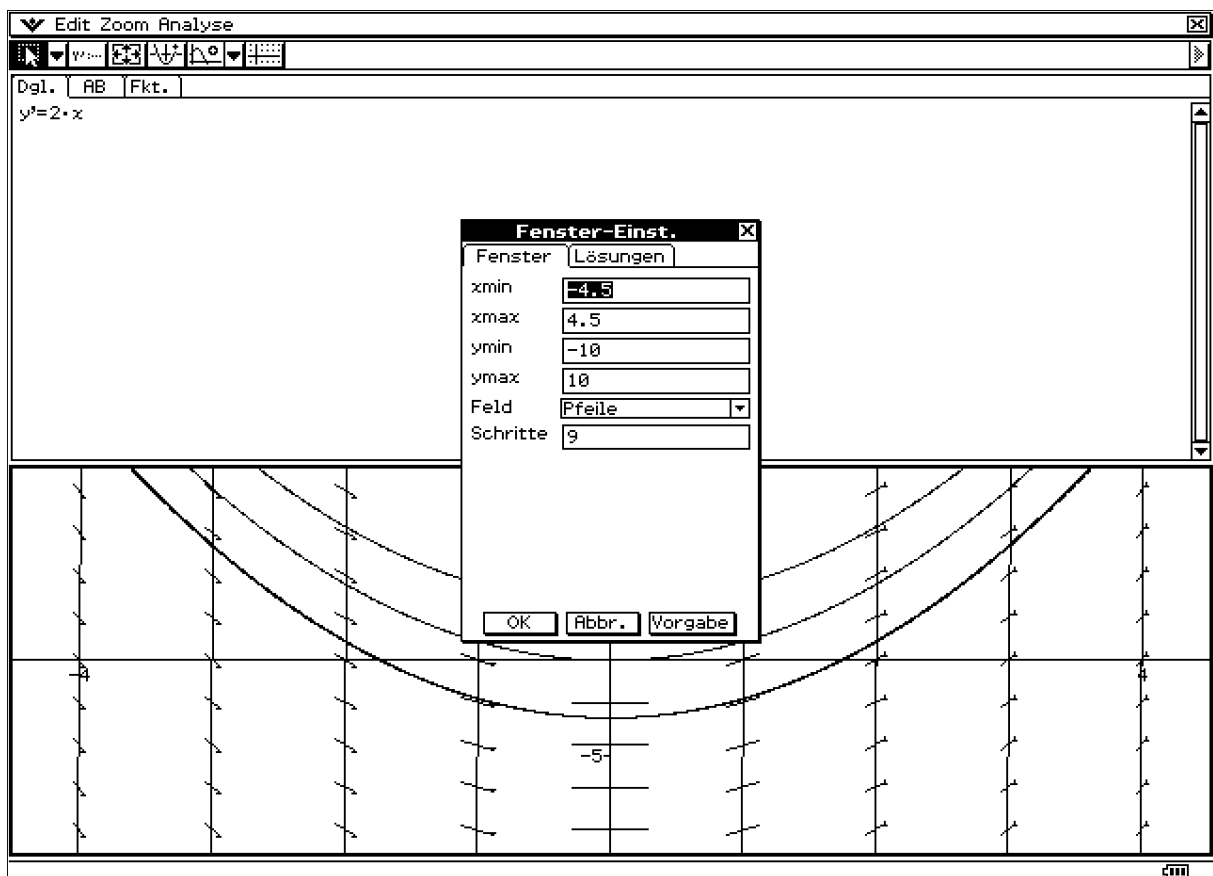 Edit Zoom Analyse
Dgl. AB Fkt.
y'=2·x
Fenster-Einst.
Fenster Lösungen
xmin -4.5
xmax 4.5
ymin -10
ymax 10
Feld Pfeile
Schritte 9
OK Abbr. Vorgabe
-4 4
-5